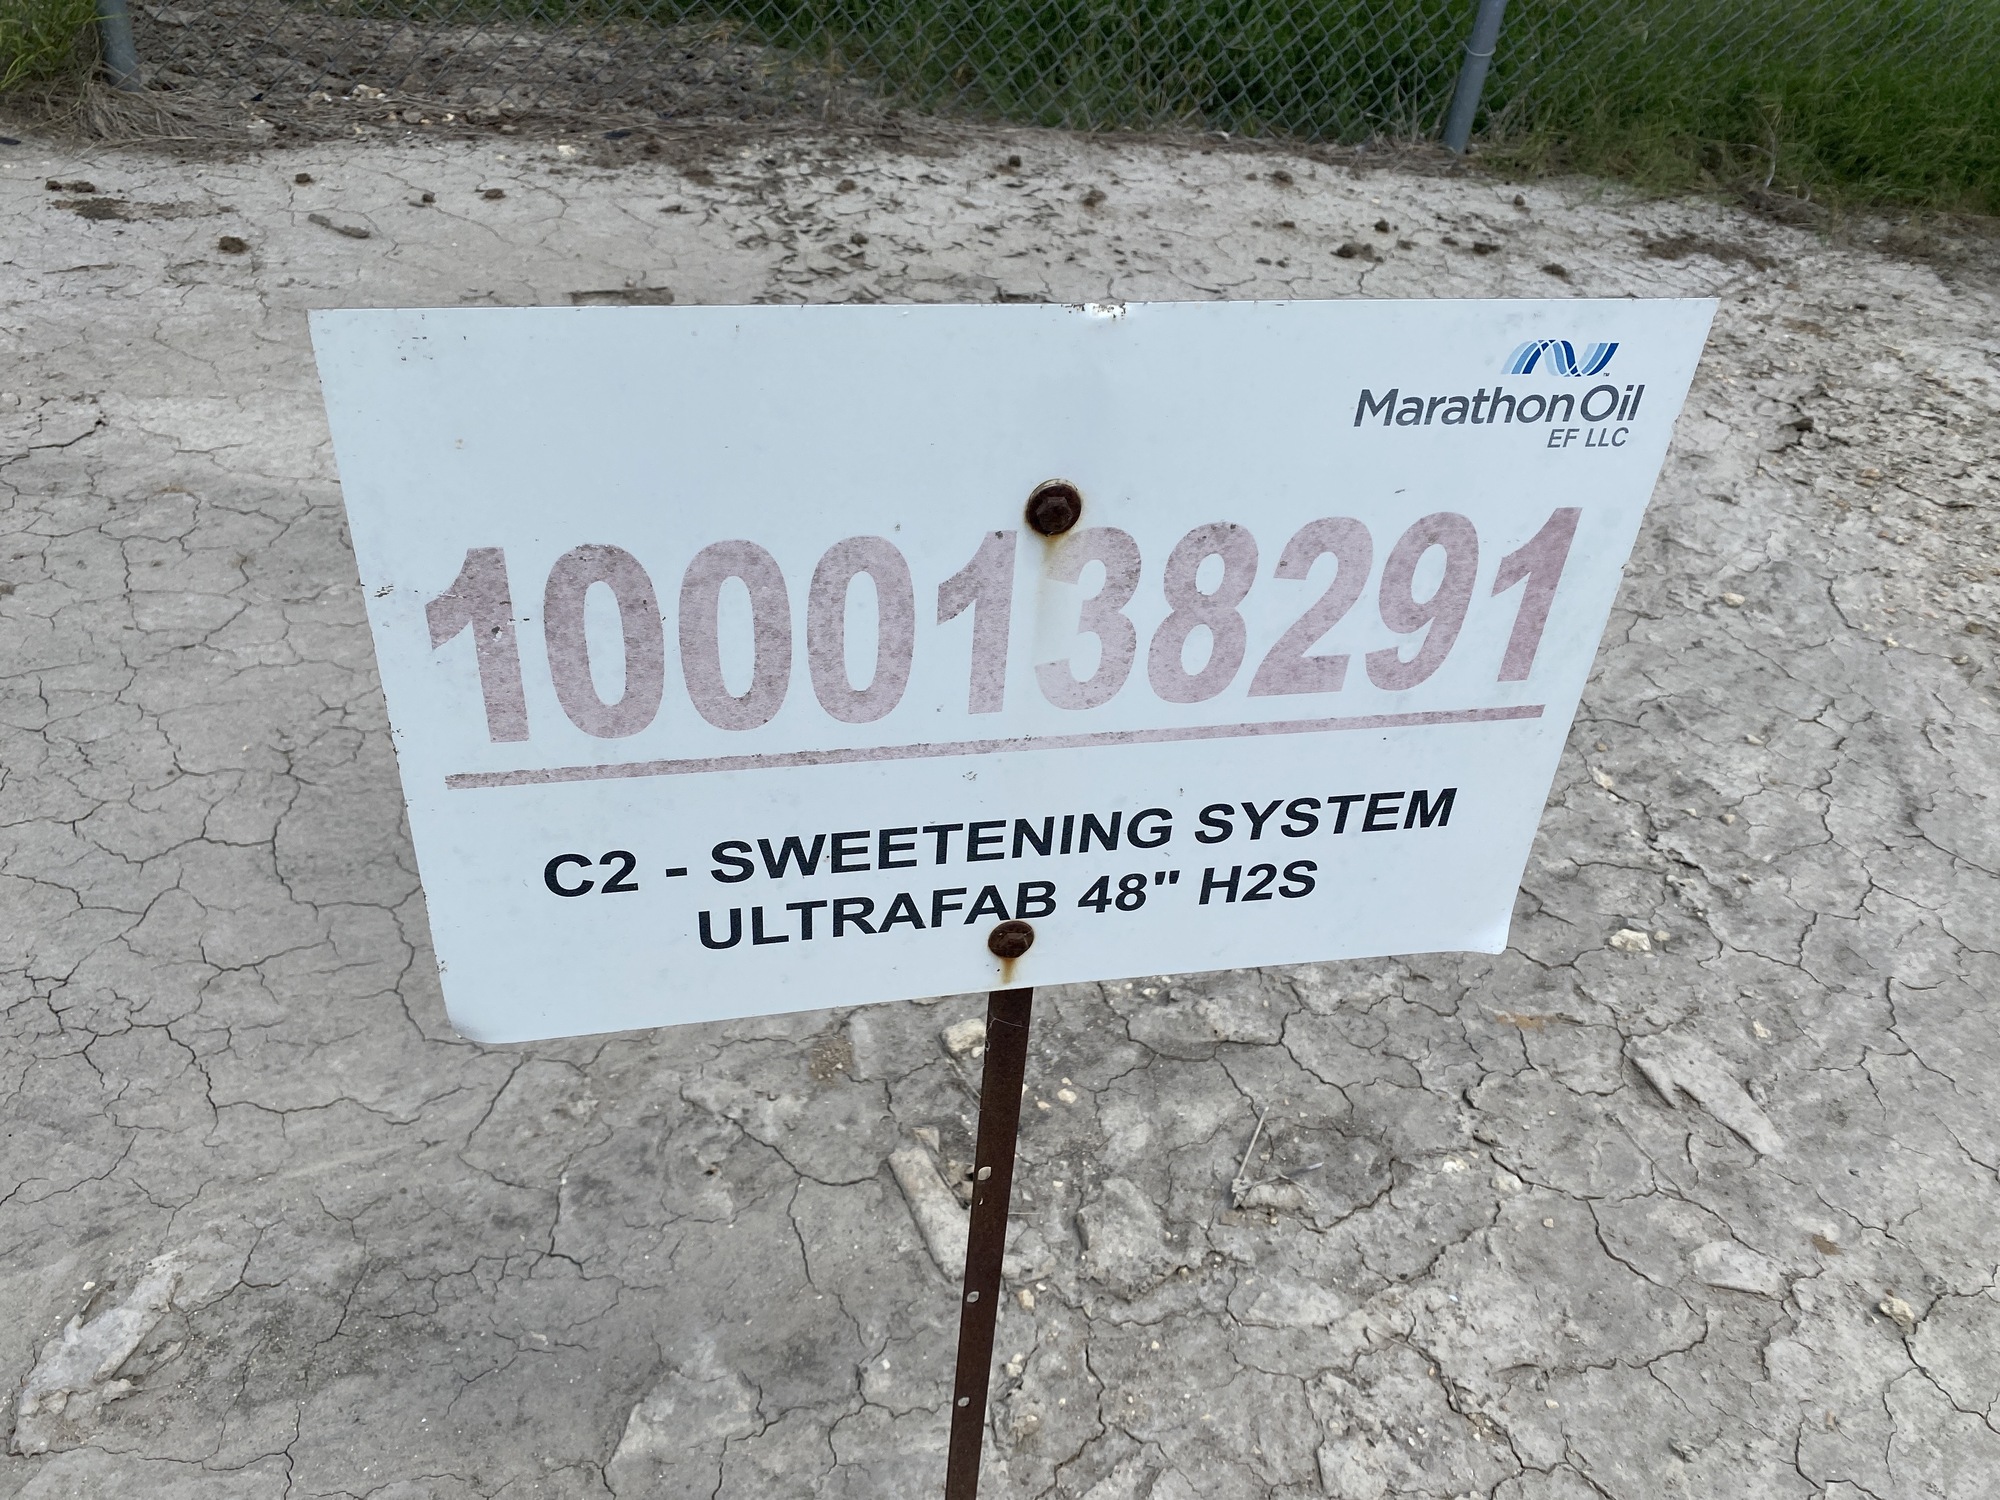 Marathon Oil
EF LLC
1000138291
C2 - SWEETENING SYSTEM
ULTRAFAB 48" H2S